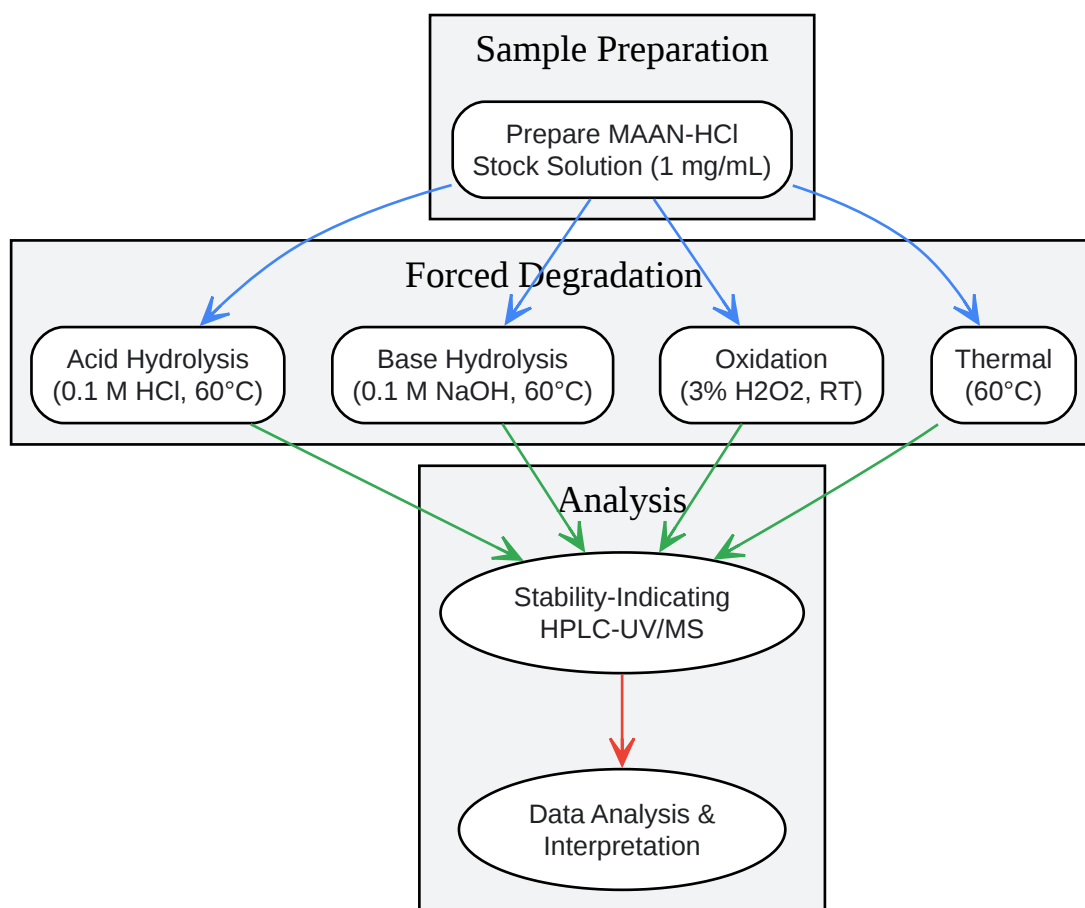 Sample Preparation
Prepare MAAN-HCl
Stock Solution (1 mg/mL)
Forced Degradation
Acid Hydrolysis
(0.1 M HCl, 60°C)
Base Hydrolysis
(0.1 M NaOH, 60°C)
Oxidation
(3% H2O2, RT)
Thermal
(60°C)
Analysis
Stability-Indicating
HPLC-UV/MS
Data Analysis &
Interpretation